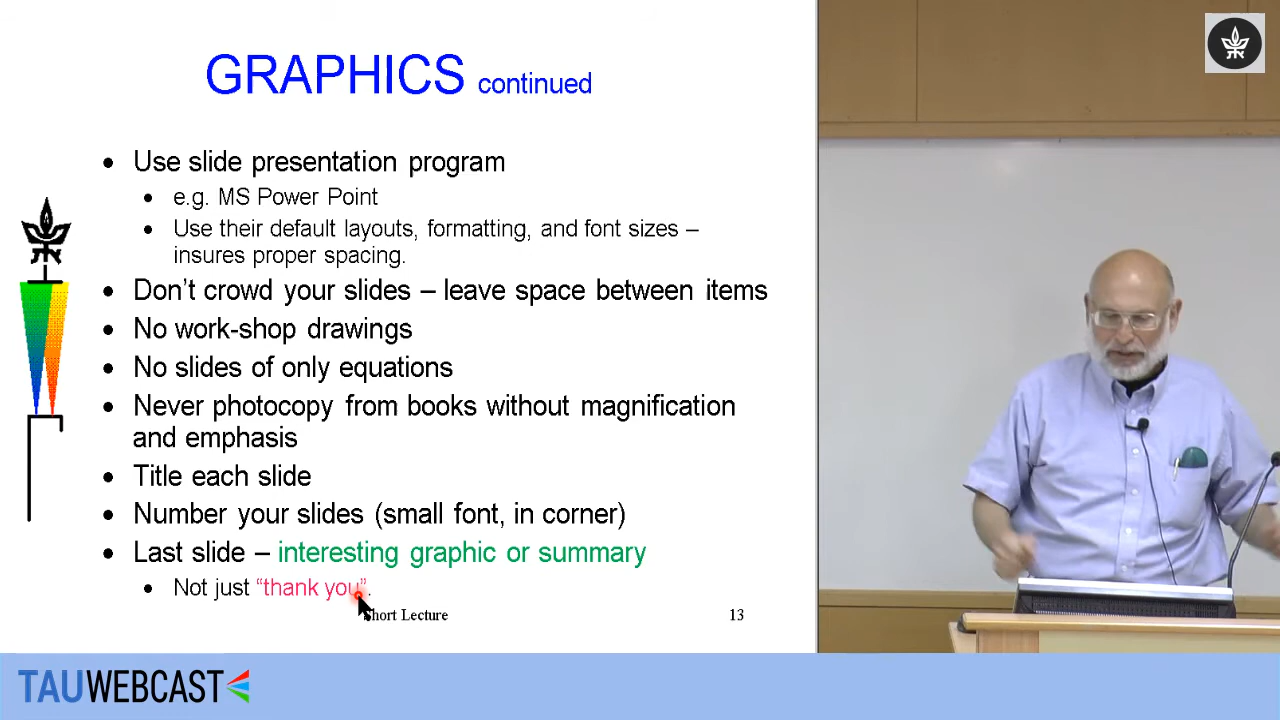 GRAPHICS continued
• Use slide presentation program
• e.g. MS Power Point
• Use their default layouts, formatting, and font sizes –
insures proper spacing.
• Don’t crowd your slides – leave space between items
• No work-shop drawings
• No slides of only equations
• Never photocopy from books without magnification
and emphasis
• Title each slide
• Number your slides (small font, in corner)
• Last slide – interesting graphic or summary
• Not just “thank you”.
Short Lecture 13
TAUWEBCAST